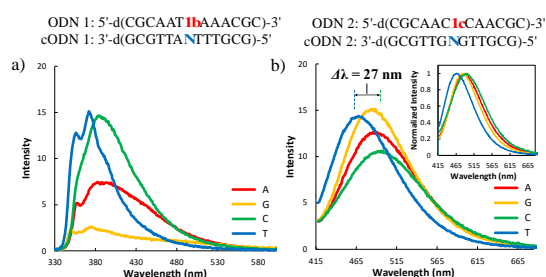 ODN 1: 5'-d(CGCAAT1bAAACGC)-3'
cODN 1: 3'-d(GCGTTANTTTGCG)-5'
ODN 2: 5'-d(CGCAAC1cCAACGC)-3'
cODN 2: 3'-d(GCGTTGNGTTGCG)-5'
a)
20
15
10
5
0
Intensity
330 380 430 480 530 580
Wavelength (nm)
A
G
C
T
b)
Δλ = 27 nm
20
15
10
5
0
Intensity
415 465 515 565 615 665
Wavelength (nm)
A
G
C
T
Normalized Intensity
1
0.8
0.6
0.4
0.2
0
415 465 515 565 615 665
Wavelength (nm)